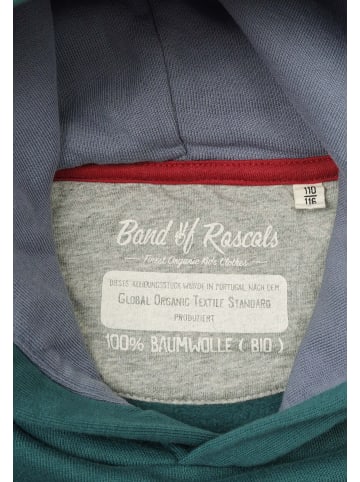 110
116
Band of Rascals
Finest Organic Kids Clothes
DIESES KLEIDUNGSSTÜCK WURDE IN PORTUGAL NACH DEM
GLOBAL ORGANIC TEXTILE STANDARD
PRODUZIERT
100% BAUMWOLLE ( BIO )